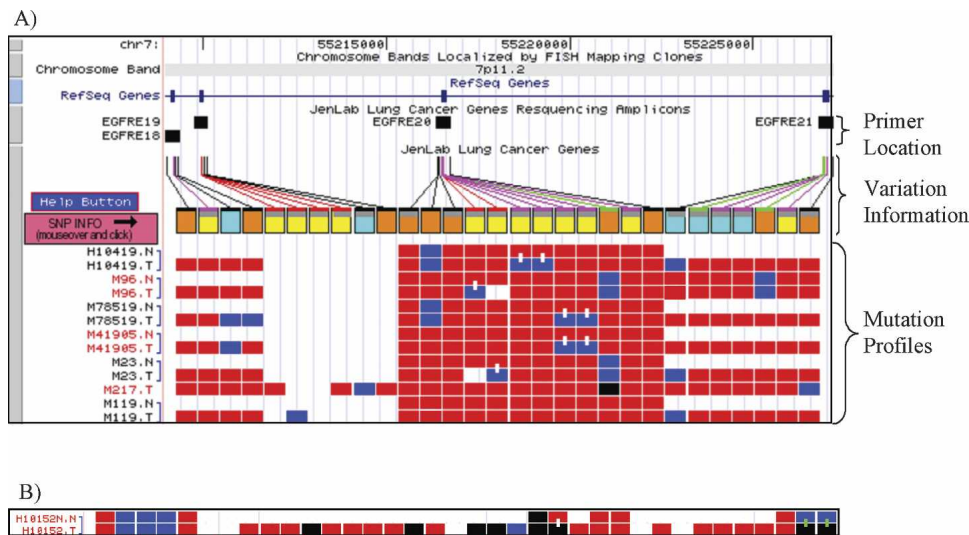 A)
chr7: 55215000 55220000 55225000
Chromosome Bands Localized by FISH Mapping Clones
Chromosome Band 7p11.2
RefSeq Genes
RefSeq Genes
JenLab Lung Cancer Genes Resquencing Amplicons
EGFRE19 EGFRE20 EGFRE21
EGFRE18
Primer
Location
JenLab Lung Cancer Genes
Variation
Information
Help Button
SNP INFO
(mouseover and click)
H10419.N
H10419.T
M96.N
M96.T
M78519.N
M78519.T
M41905.N
M41905.T
M23.N
M23.T
M217.T
M119.N
M119.T
Mutation
Profiles
B)
H10152N.N
H10152.T